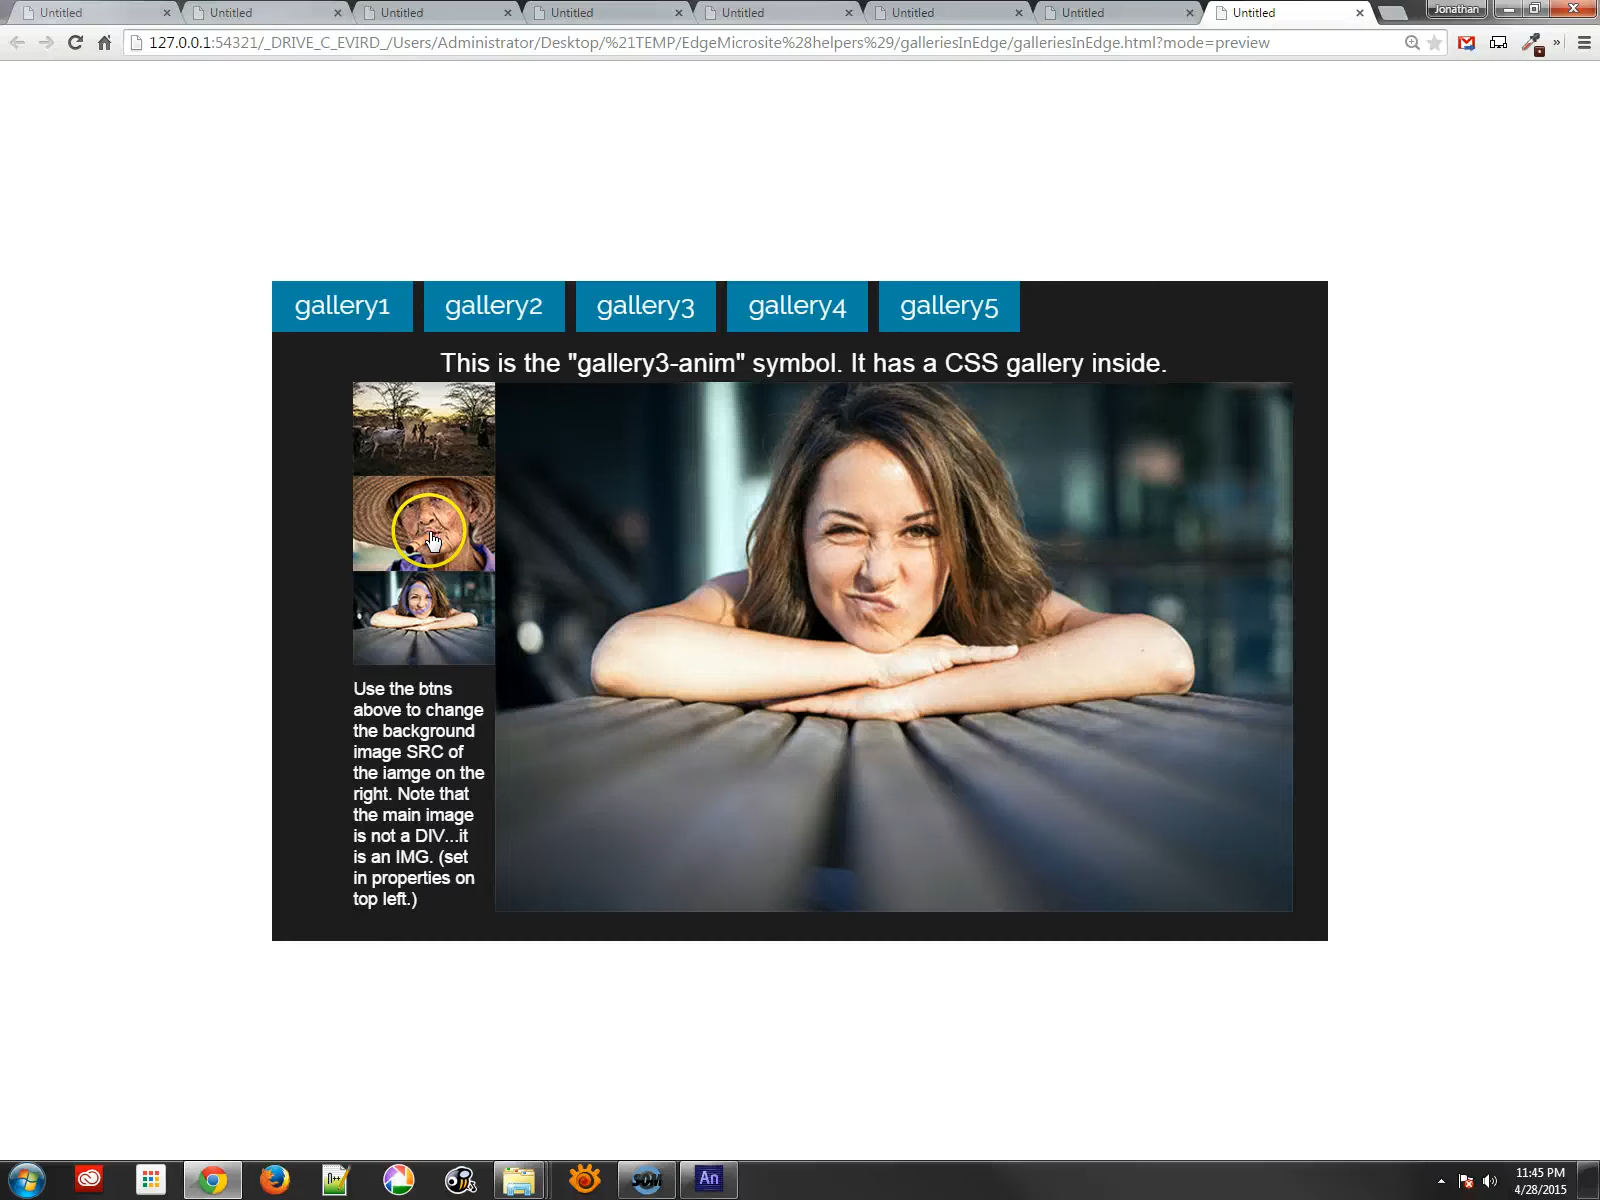 Untitled
Untitled
Untitled
Untitled
Untitled
Untitled
Untitled
Untitled
Jonathan
127.0.0.1:54321/_DRIVE_C_EVIRD_/Users/Administrator/Desktop/%21TEMP/EdgeMicrosite%28helpers%29/galleriesInEdge/galleriesInEdge.html?mode=preview
gallery1
gallery2
gallery3
gallery4
gallery5
This is the "gallery3-anim" symbol. It has a CSS gallery inside.
Use the btns
above to change
the background
image SRC of
the iamge on the
right. Note that
the main image
is not a DIV...it
is an IMG. (set
in properties on
top left.)
An
11:45 PM
4/28/2015